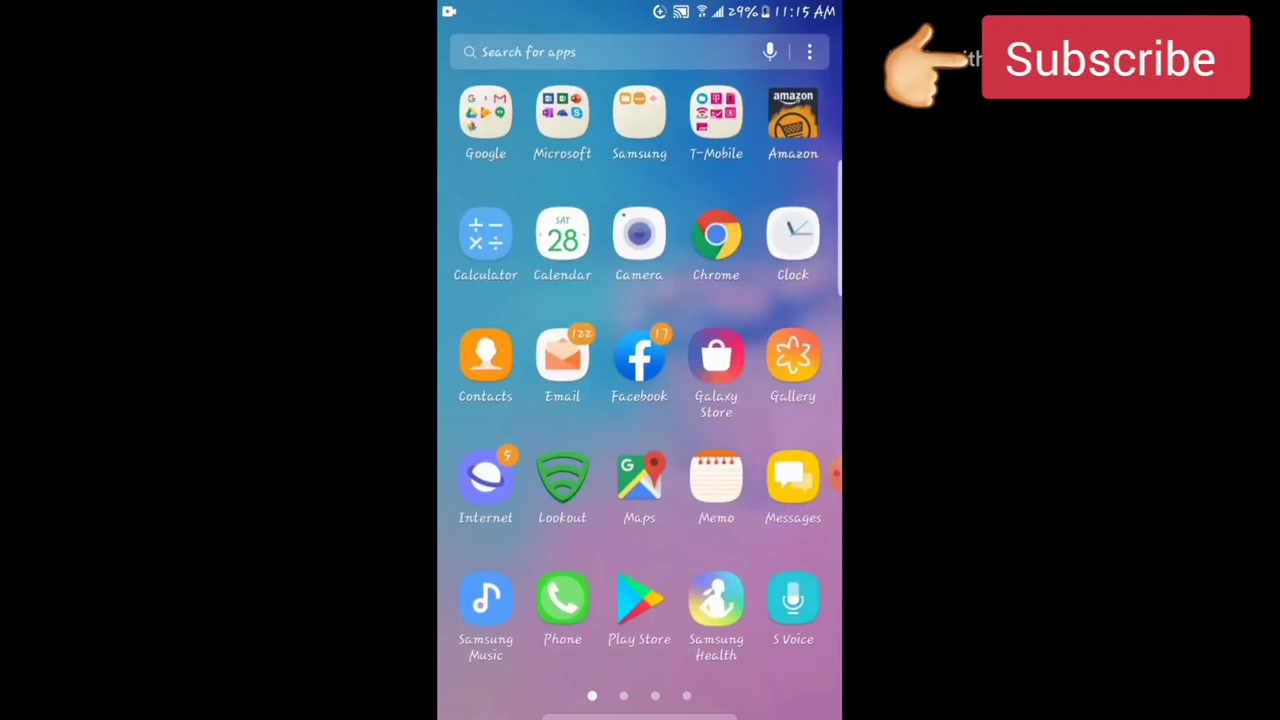 29% 11:15 AM
Subscribe
Search for apps
amazon
Google Microsoft Samsung T-Mobile Amazon
SAT
28
Calculator Calendar Camera Chrome Clock
122 17
Contacts Email Facebook Galaxy Store Gallery
5
G
Internet Lookout Maps Memo Messages
Samsung Music Phone Play Store Samsung Health S Voice